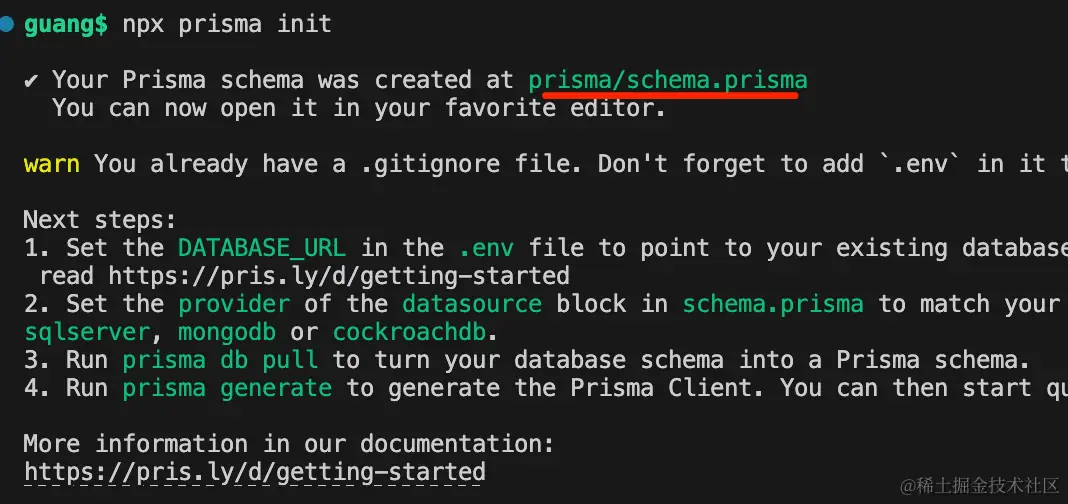 guang$ npx prisma init
✔ Your Prisma schema was created at prisma/schema.prisma
You can now open it in your favorite editor.
warn You already have a .gitignore file. Don't forget to add `.env` in it
Next steps:
1. Set the DATABASE_URL in the .env file to point to your existing database
read https://pris.ly/d/getting-started
2. Set the provider of the datasource block in schema.prisma to match your
sqlserver, mongodb or cockroachdb.
3. Run prisma db pull to turn your database schema into a Prisma schema.
4. Run prisma generate to generate the Prisma Client. You can then start
More information in our documentation:
https://pris.ly/d/getting-started
@稀土掘金技术社区